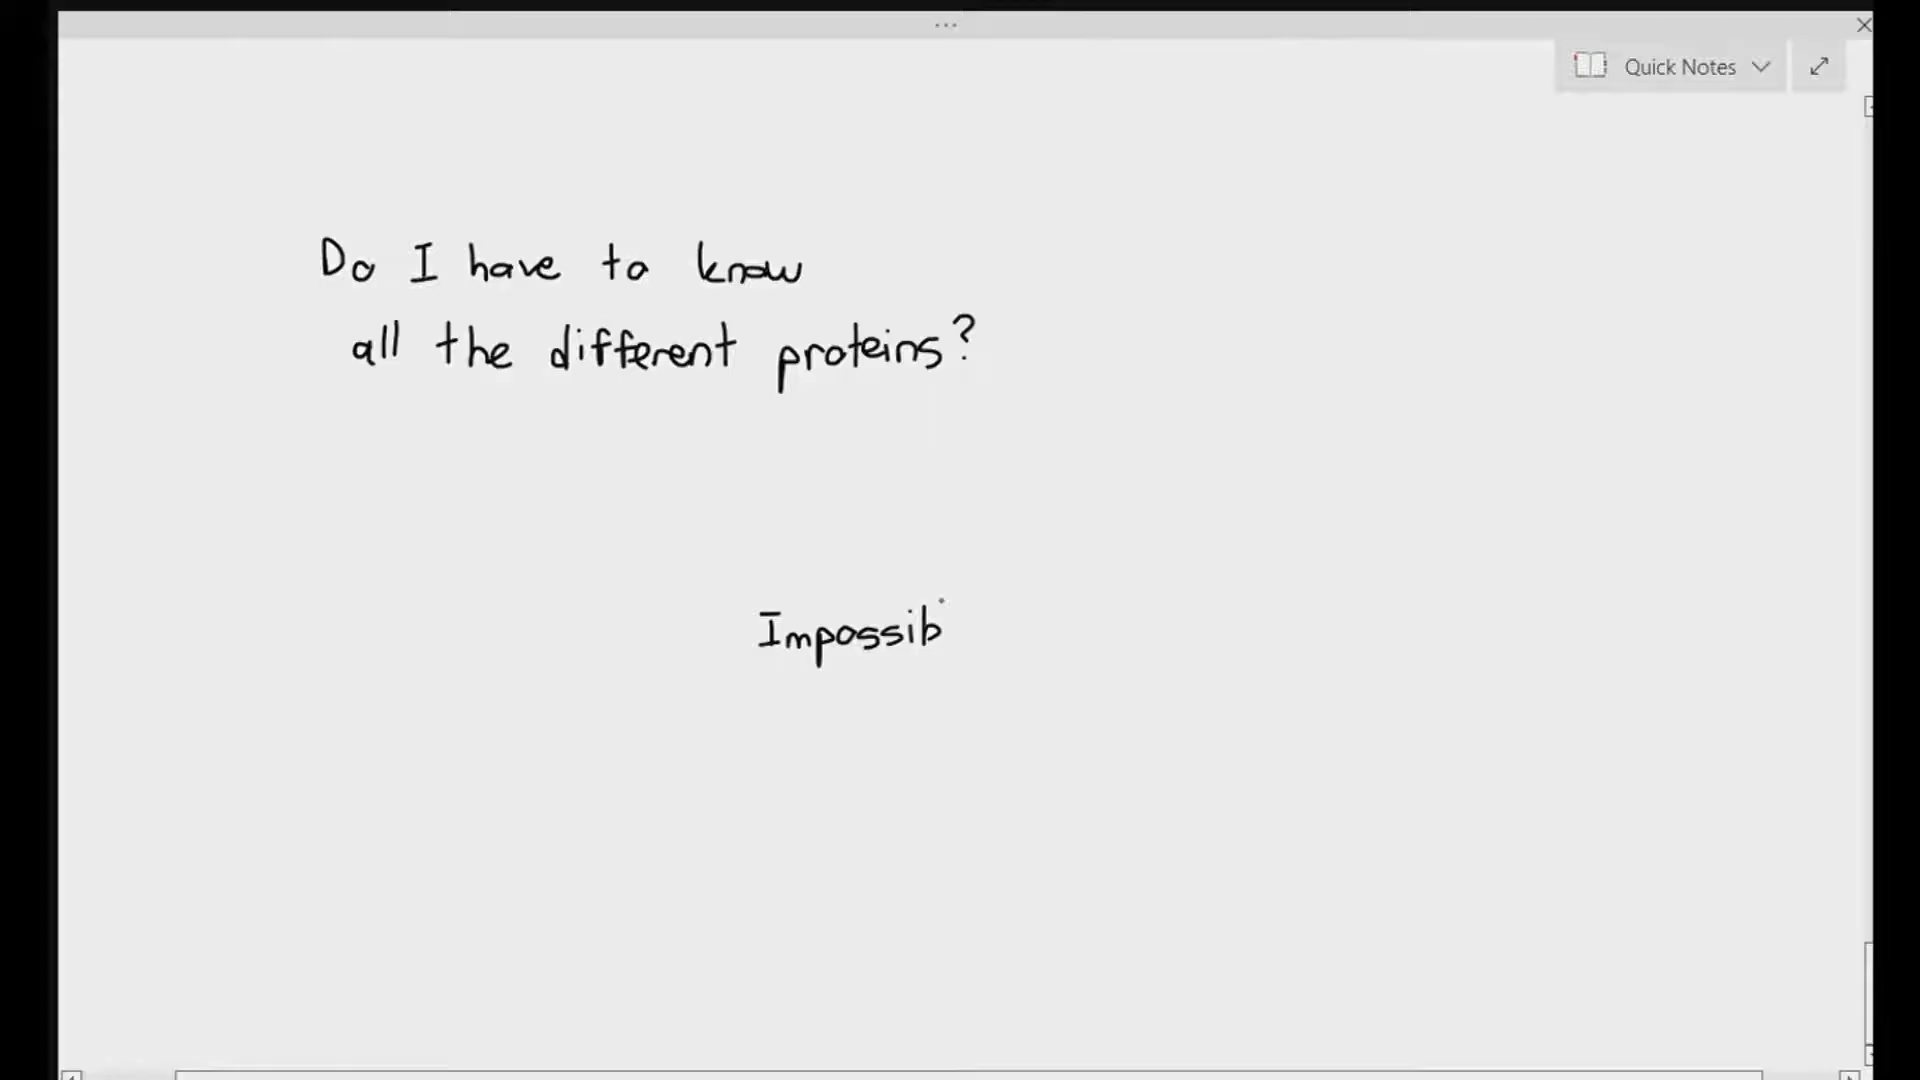 Quick Notes
Do I have to know
all the different proteins?
Impossib